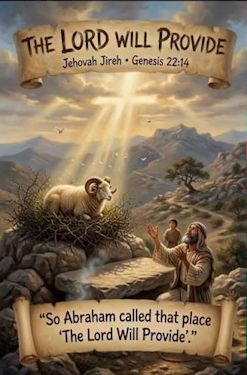 THE LORD WILL PROVIDE
Jehovah Jireh • Genesis 22:14
“So Abraham called that place
‘The Lord Will Provide’.”